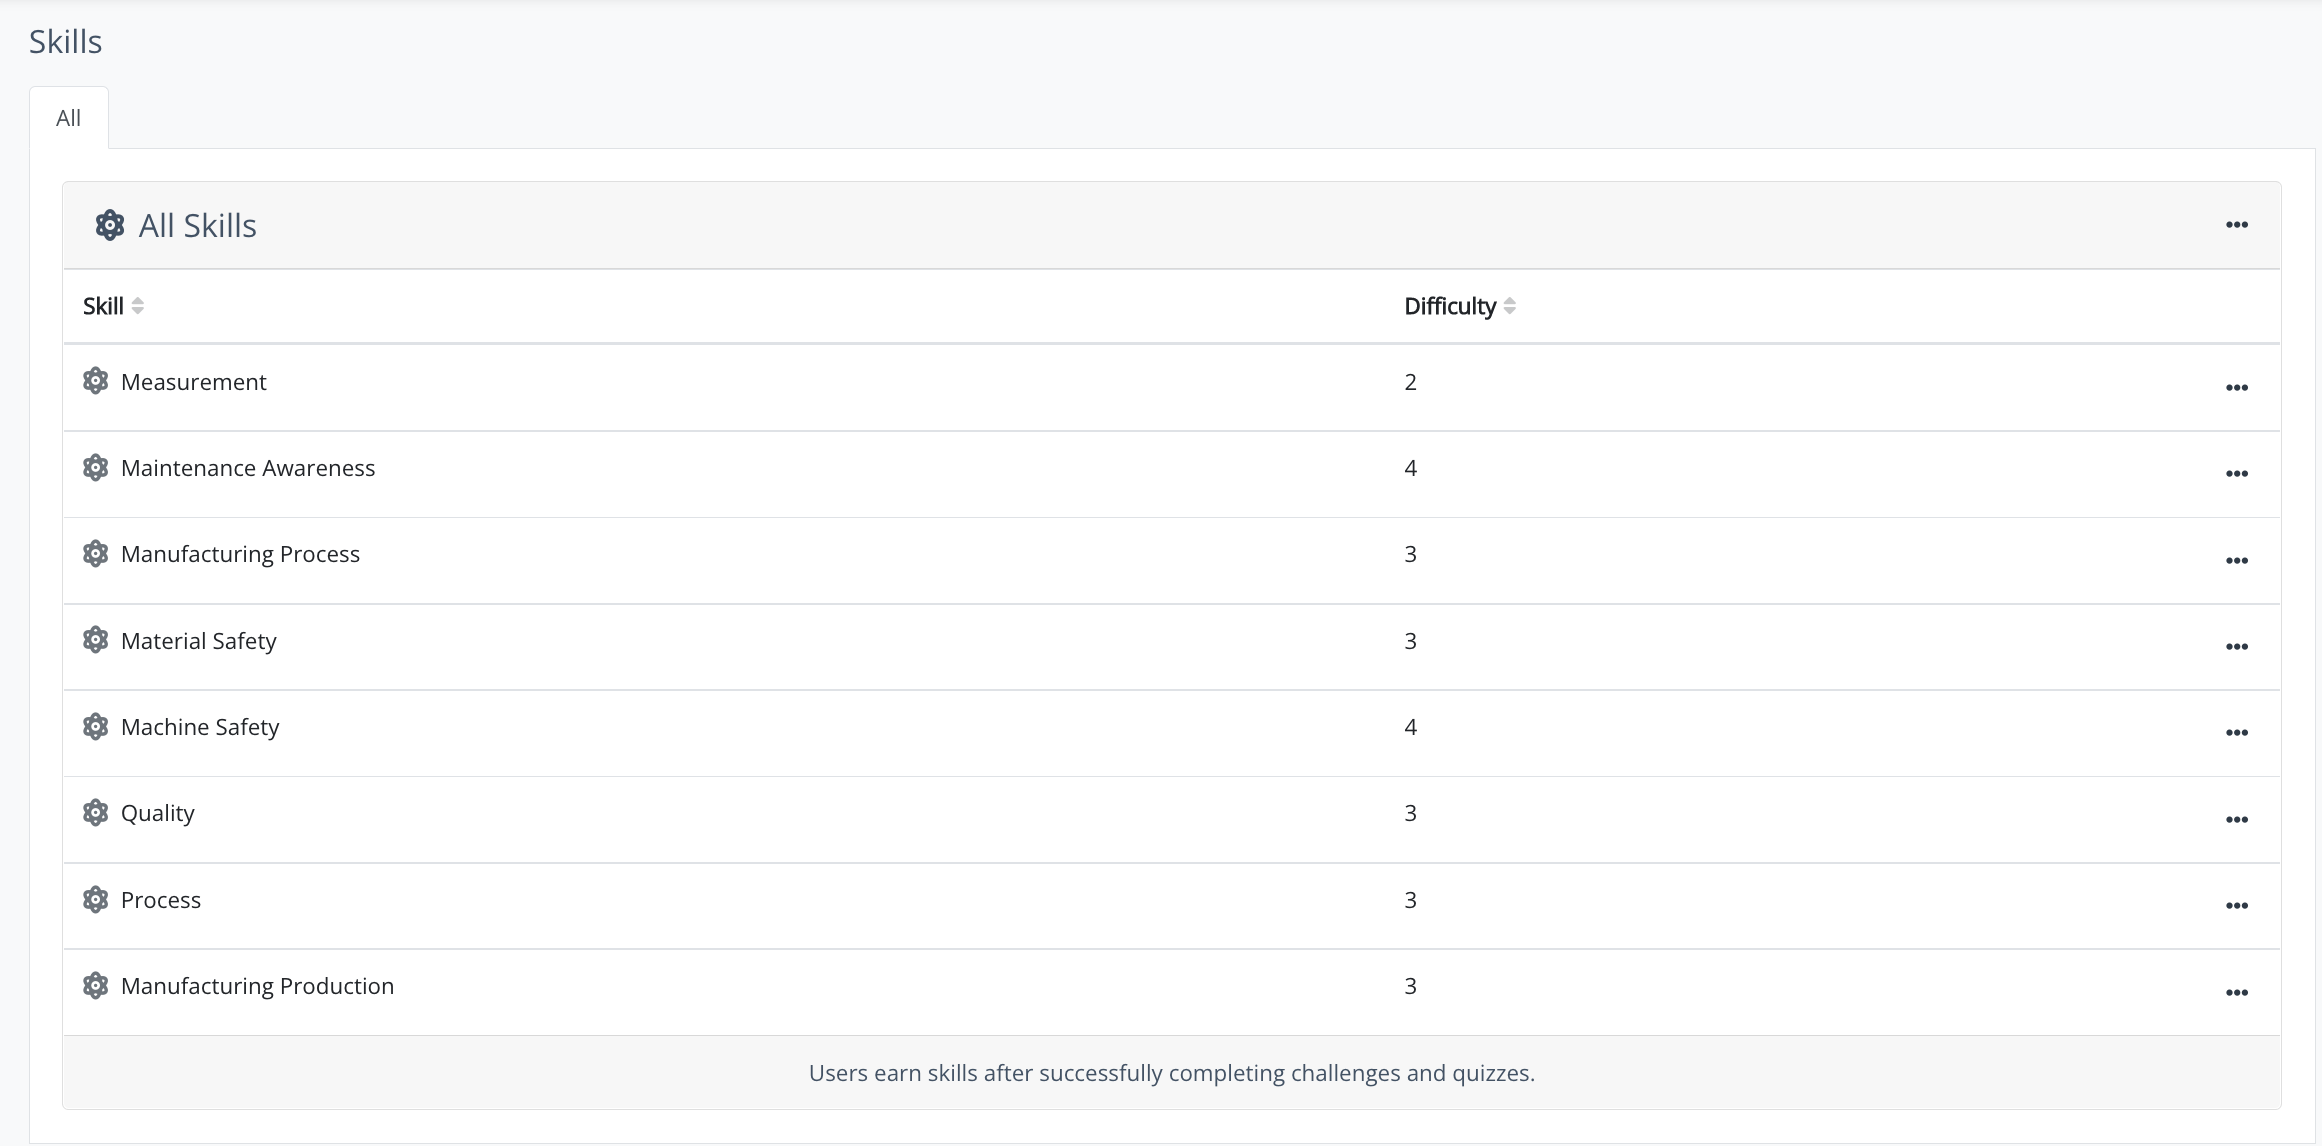 Skills
All
All Skills
Skill Difficulty
Measurement 2
Maintenance Awareness 4
Manufacturing Process 3
Material Safety 3
Machine Safety 4
Quality 3
Process 3
Manufacturing Production 3
Users earn skills after successfully completing challenges and quizzes.